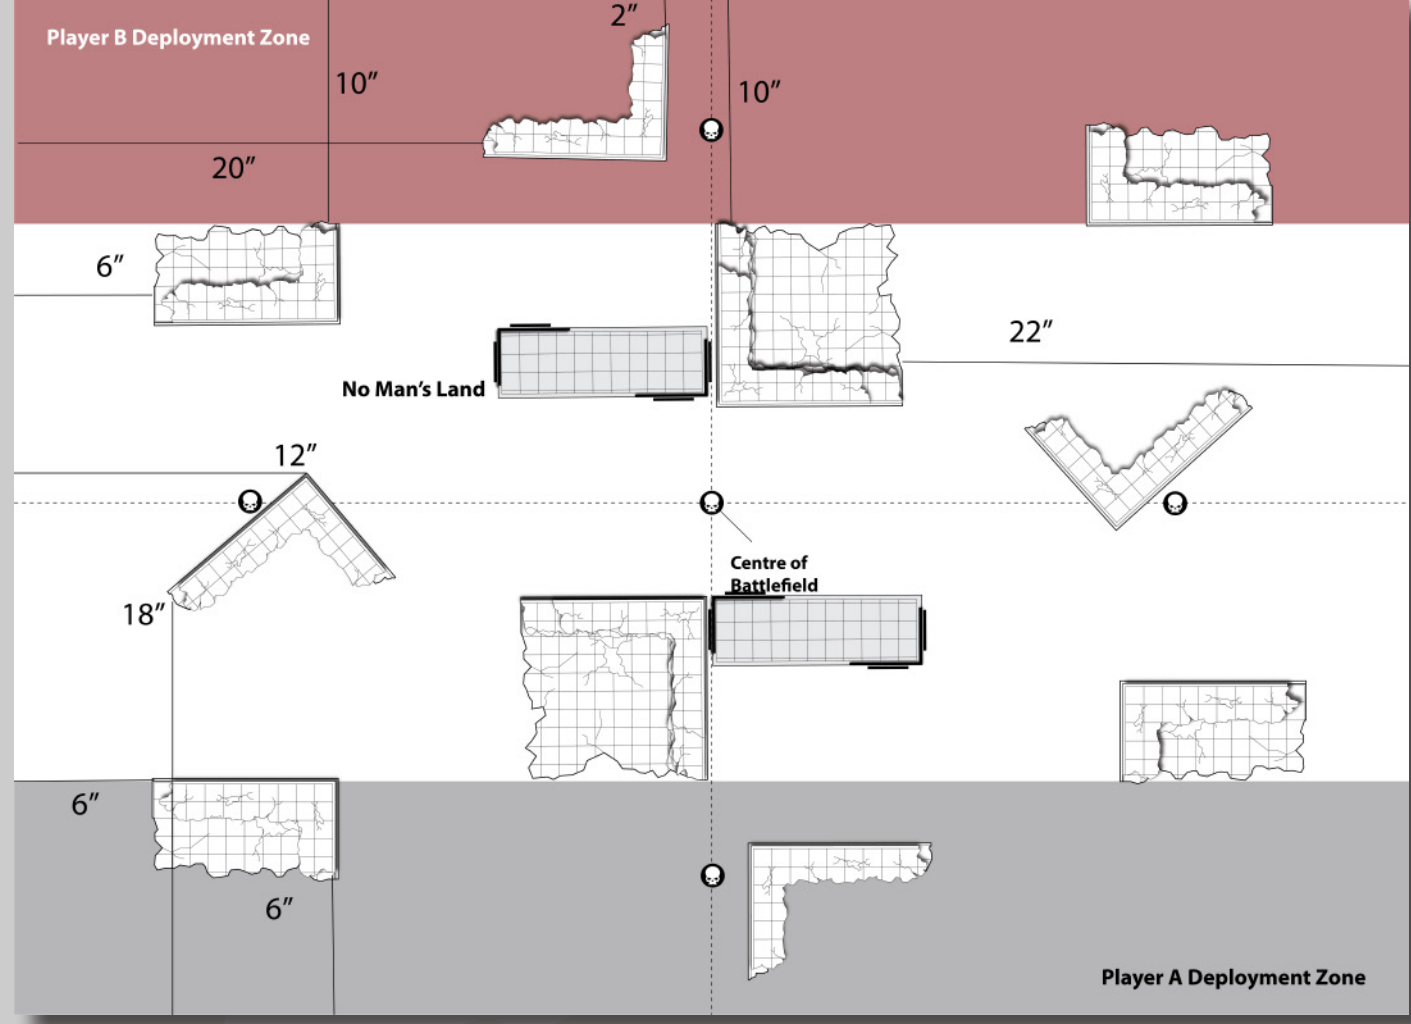 2”
Player B Deployment Zone
10”
10”
20”
6”
22”
No Man’s Land
12”
Centre of
Battlefield
18”
6”
6”
Player A Deployment Zone